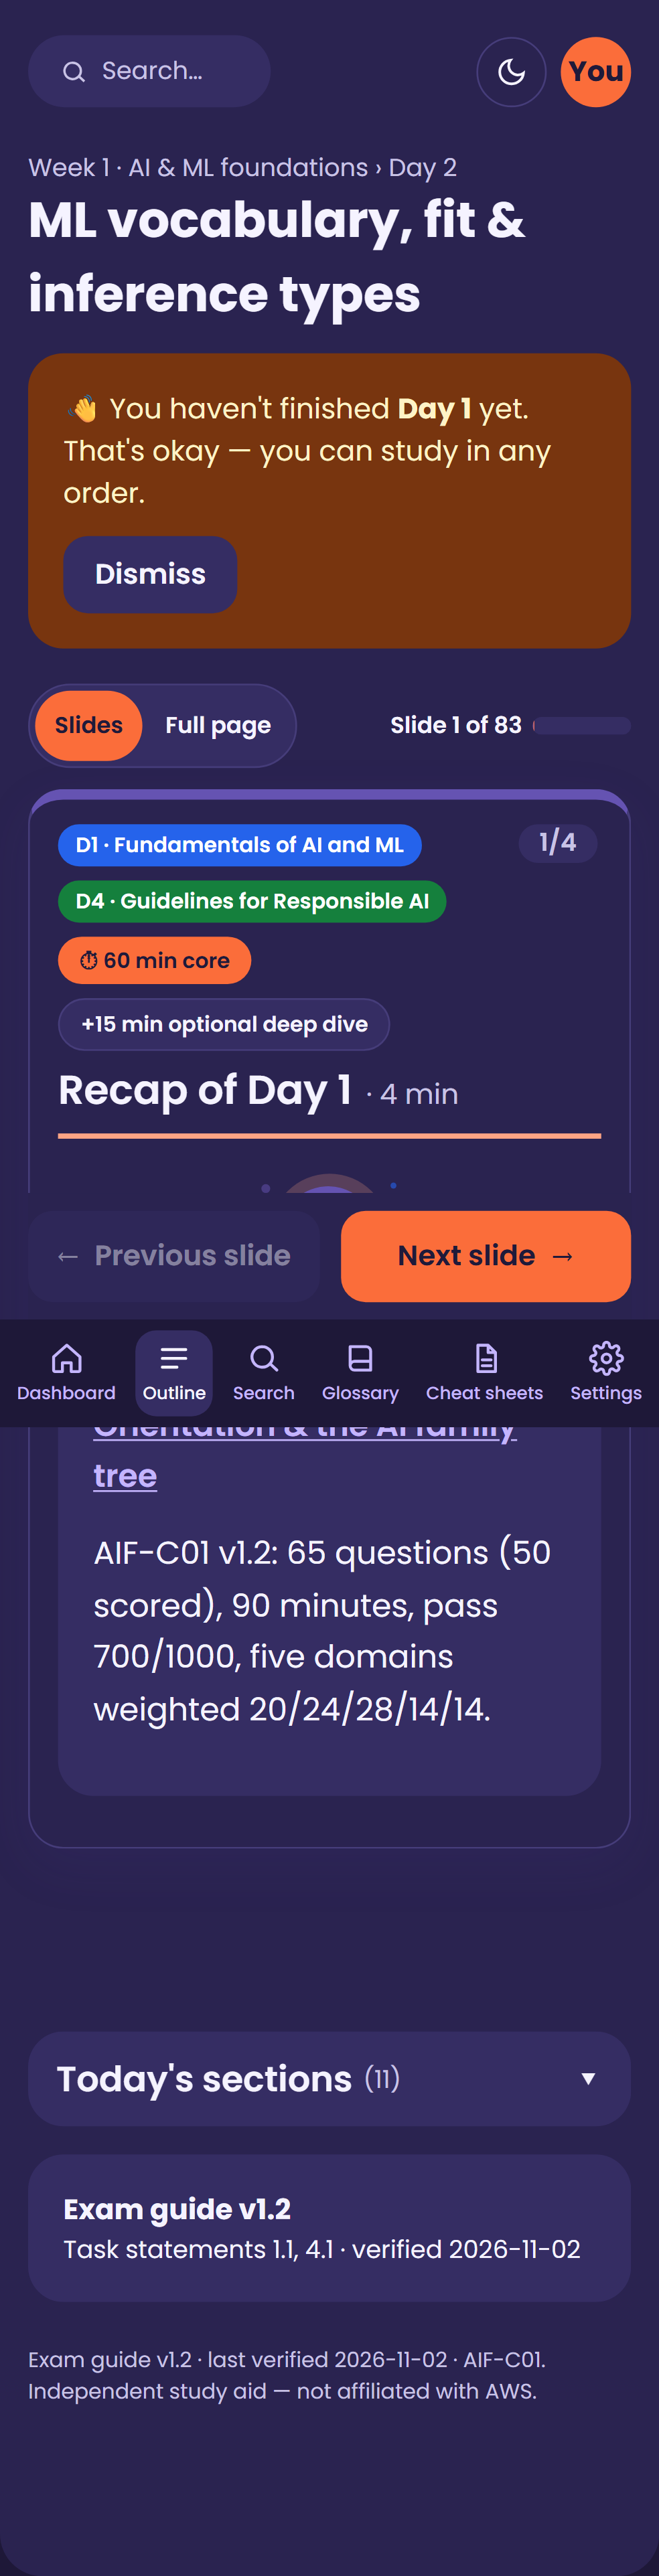 Search...
You
Week 1 · AI & ML foundations › Day 2
ML vocabulary, fit &
inference types
👋 You haven't finished Day 1 yet.
That's okay — you can study in any
order.
Dismiss
Slides
Full page
Slide 1 of 83
D1 · Fundamentals of AI and ML
1/4
D4 · Guidelines for Responsible AI
⏱ 60 min core
+15 min optional deep dive
Recap of Day 1 · 4 min
← Previous slide
Next slide →
Dashboard
Outline
Search
Glossary
Cheat sheets
Settings
Orientation & the AI family
tree
AIF-C01 v1.2: 65 questions (50
scored), 90 minutes, pass
700/1000, five domains
weighted 20/24/28/14/14.
Today's sections (11)
Exam guide v1.2
Task statements 1.1, 4.1 · verified 2026-11-02
Exam guide v1.2 · last verified 2026-11-02 · AIF-C01.
Independent study aid — not affiliated with AWS.